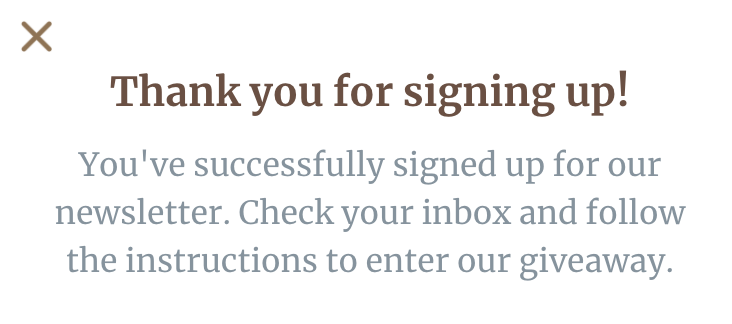 Thank you for signing up!
You've successfully signed up for our
newsletter. Check your inbox and follow
the instructions to enter our giveaway.